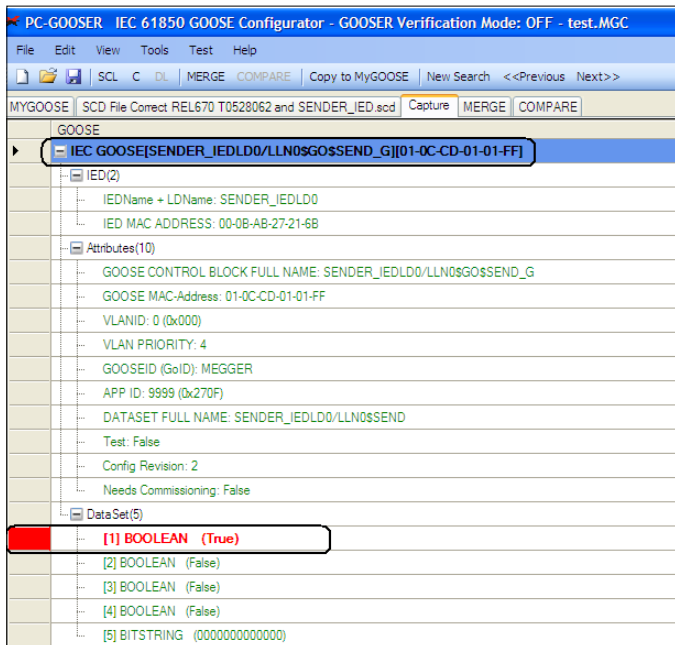 PC-GOOSER IEC 61850 GOOSE Configurator - GOOSER Verification Mode: OFF - test.MGC
File Edit View Tools Test Help
SCL C DL MERGE COMPARE Copy to MyGOOSE New Search <<Previous Next>>
MYGOOSE SCD File Correct REL670 T0528062 and SENDER_IED.scd Capture MERGE COMPARE
GOOSE
IEC GOOSE[SENDER_IEDLD0/LLN0$GO$SEND_G][01-0C-CD-01-01-FF]
IED(2)
IEDName + LDName: SENDER_IEDLD0
IED MAC ADDRESS: 00-0B-AB-27-21-6B
Attributes(10)
GOOSE CONTROL BLOCK FULL NAME: SENDER_IEDLD0/LLN0$GO$SEND_G
GOOSE MAC-Address: 01-0C-CD-01-01-FF
VLANID: 0 (0x000)
VLAN PRIORITY: 4
GOOSEID (GoID): MEGGER
APP ID: 9999 (0x270F)
DATASET FULL NAME: SENDER_IEDLD0/LLN0$SEND
Test: False
Config Revision: 2
Needs Commissioning: False
DataSet(5)
[1] BOOLEAN (True)
[2] BOOLEAN (False)
[3] BOOLEAN (False)
[4] BOOLEAN (False)
[5] BITSTRING (0000000000000)